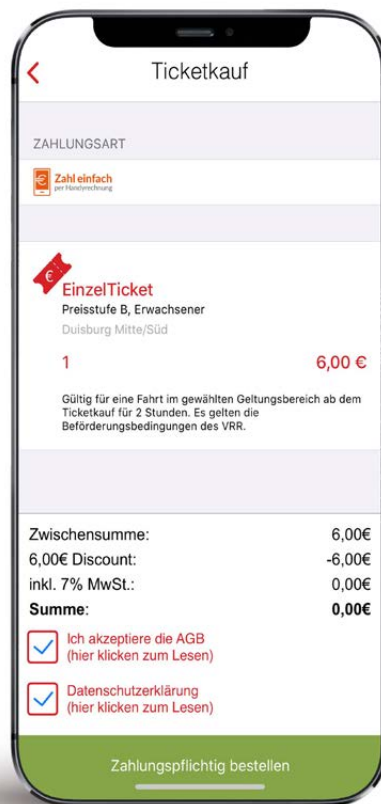 Ticketkauf
ZAHLUNGSART
Zahl einfach
per Handyrechnung
EinzelTicket
Preisstufe B, Erwachsener
Duisburg Mitte/Süd
1 6,00 €
Gültig für eine Fahrt im gewählten Geltungsbereich ab dem
Ticketkauf für 2 Stunden. Es gelten die
Beförderungsbedingungen des VRR.
Zwischensumme: 6,00€
6,00€ Discount: -6,00€
inkl. 7% MwSt.: 0,00€
Summe: 0,00€
Ich akzeptiere die AGB
(hier klicken zum Lesen)
Datenschutzerklärung
(hier klicken zum Lesen)
Zahlungspflichtig bestellen